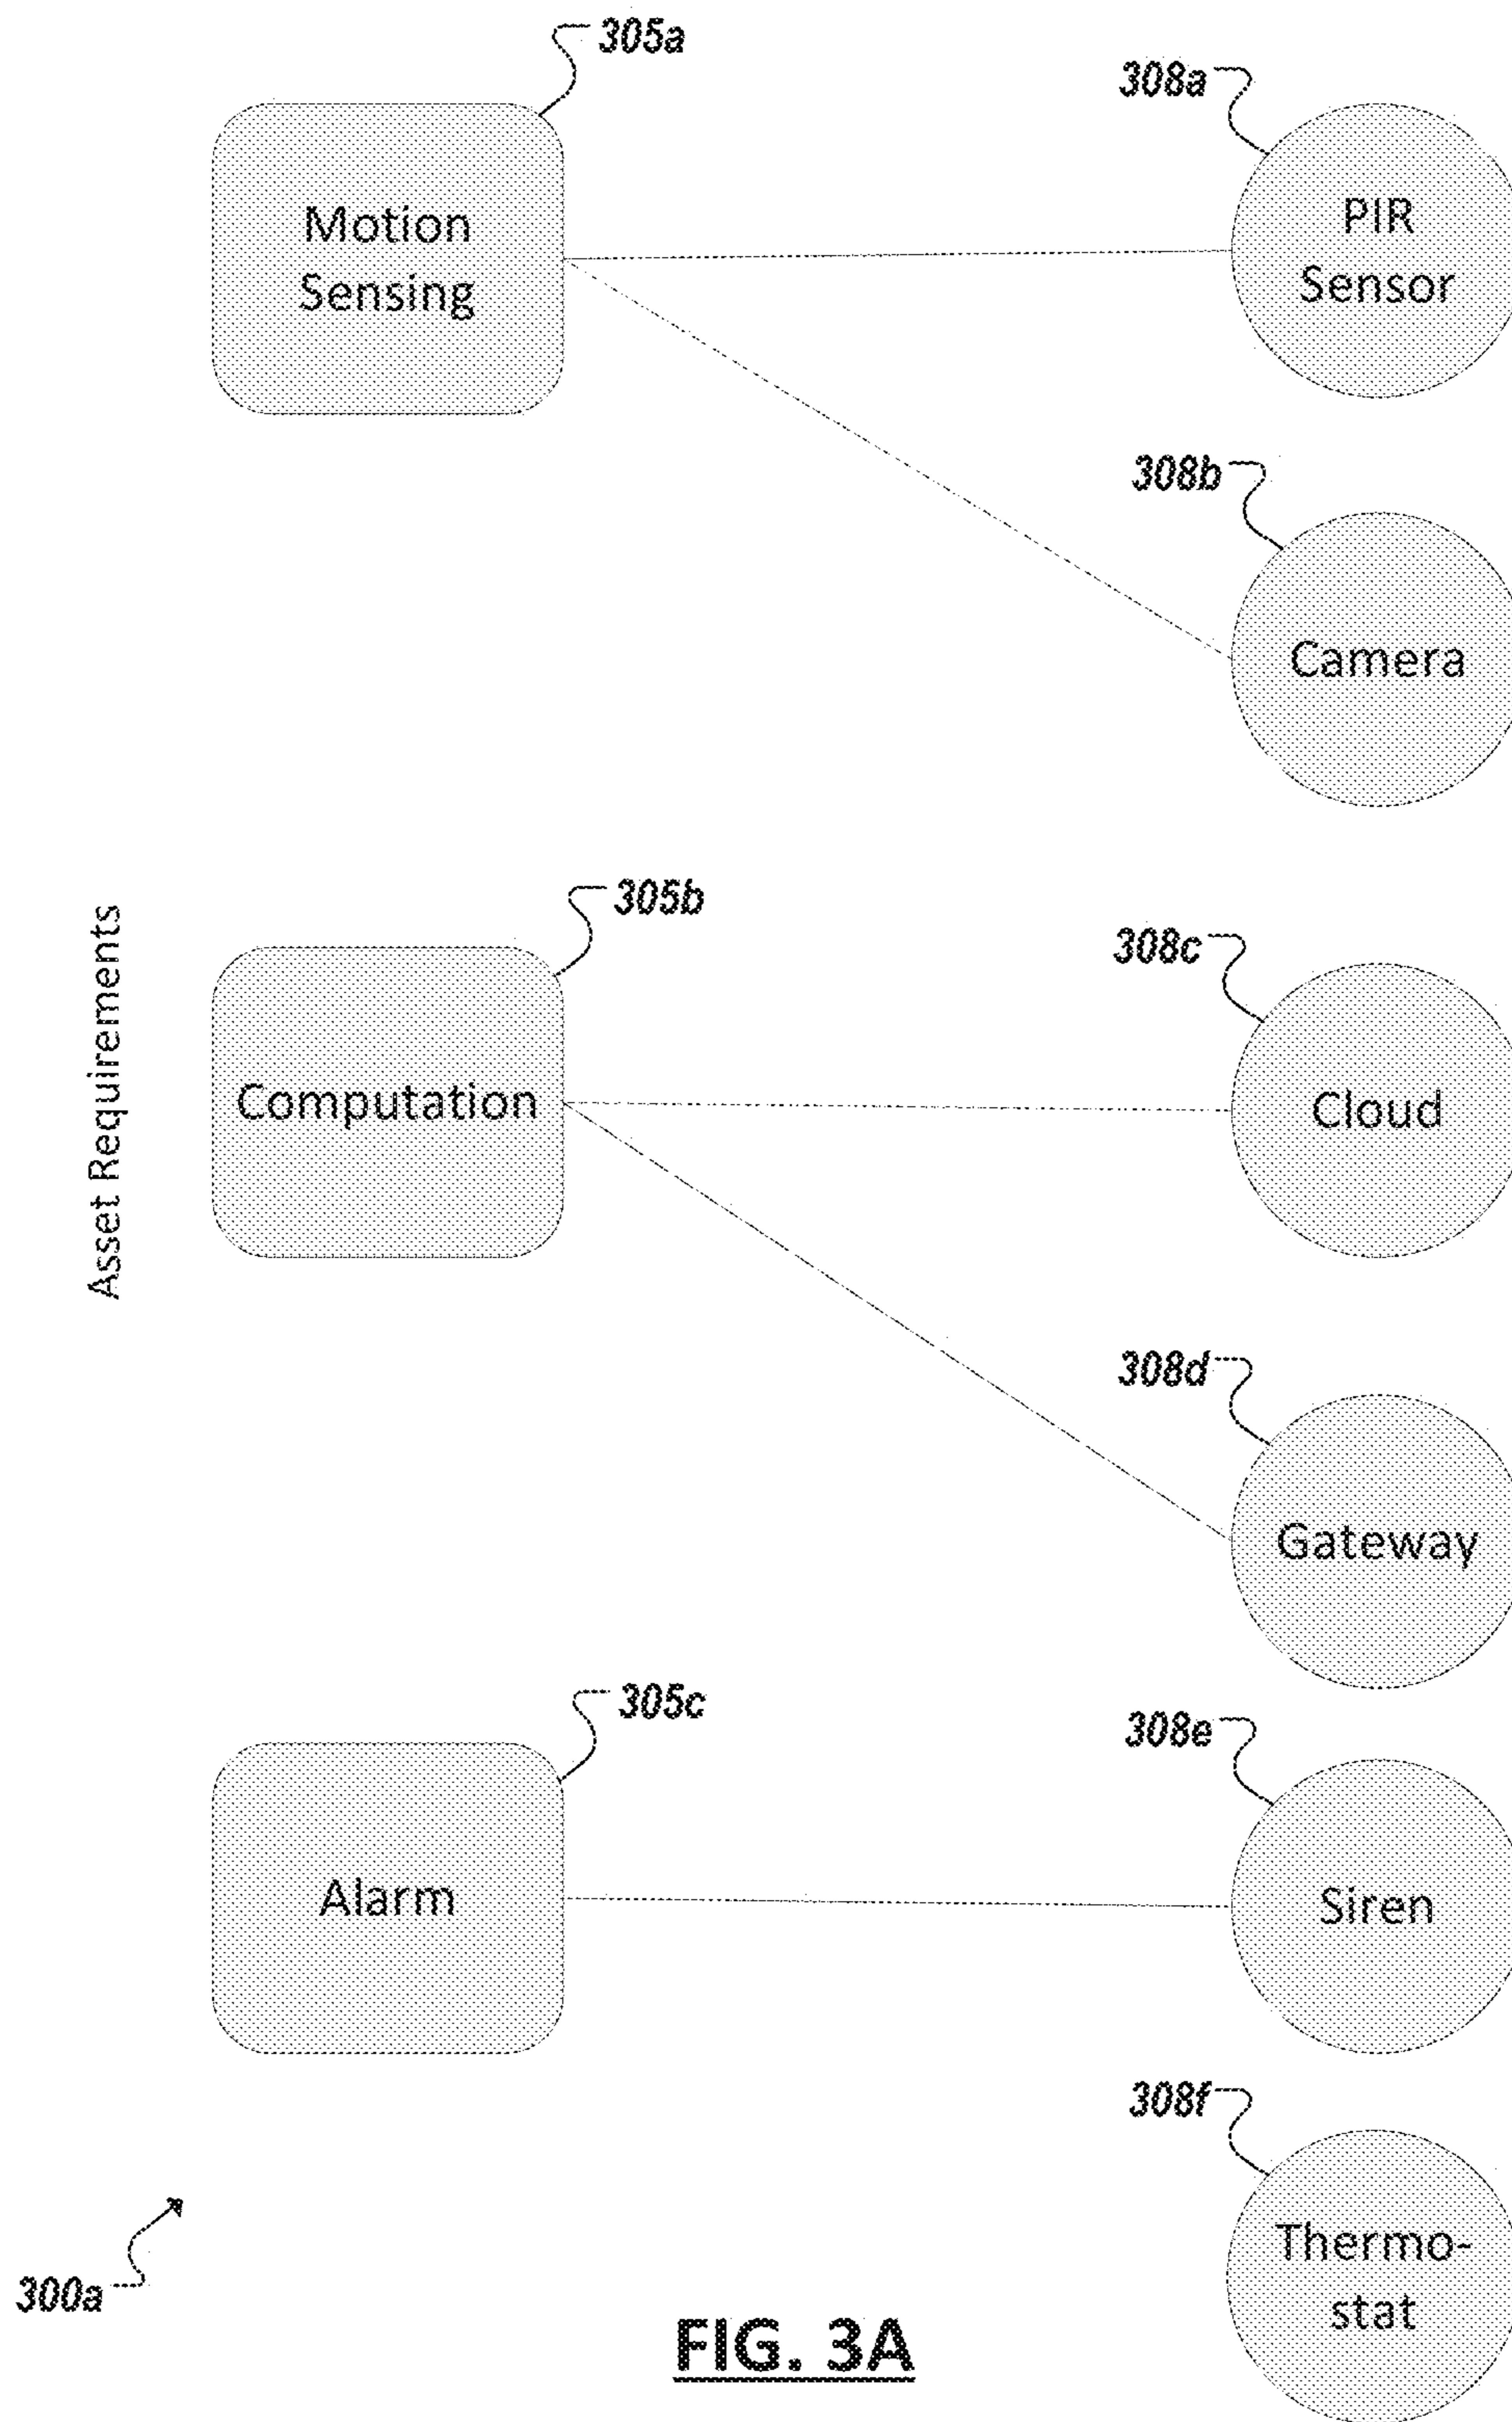 305a
308a
Motion
Sensing
PIR
Sensor
308b
Camera
Asset Requirements
305b
308c
Computation
Cloud
308d
Gateway
305c
308e
Alarm
Siren
308f
Thermo-
stat
300a
FIG. 3A